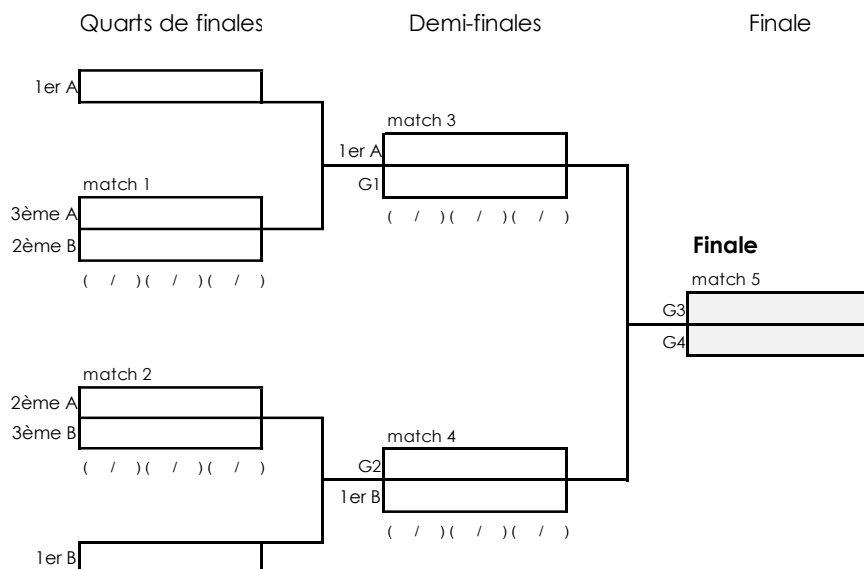 Quarts de finales
Demi-finales
Finale
1er A
match 1
3ème A
2ème B
( / ) ( / ) ( / )
match 2
2ème A
3ème B
( / ) ( / ) ( / )
1er B
match 3
1er A
G1
( / ) ( / ) ( / )
match 4
G2
1er B
( / ) ( / ) ( / )
Finale
match 5
G3
G4